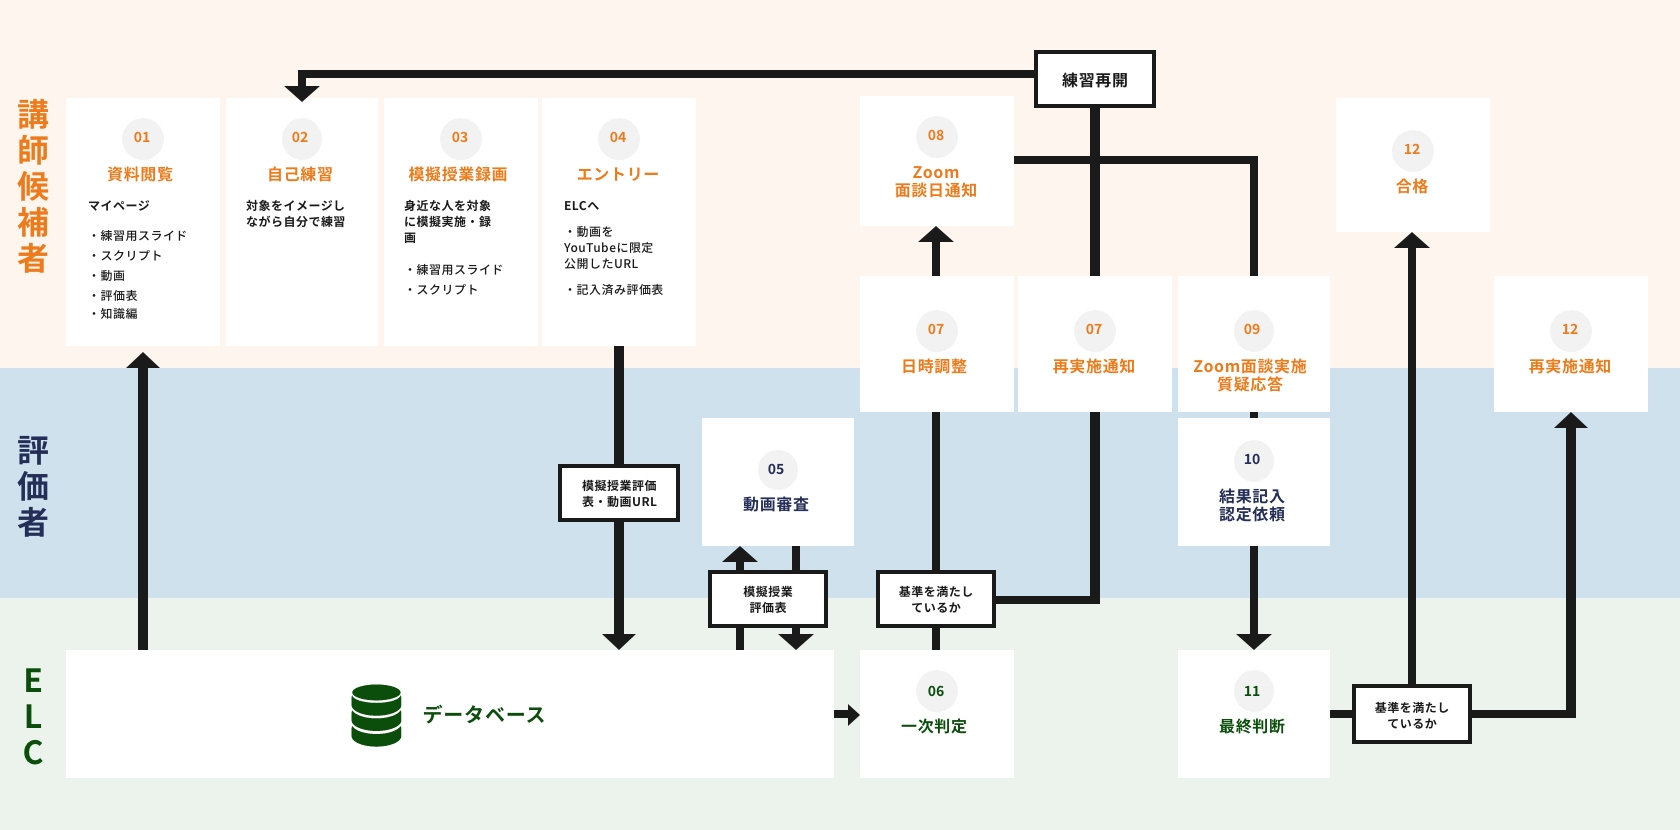 練習再開
講師候補者
01
資料閲覧
マイページ
・練習用スライド
・スクリプト
・動画
・評価表
・知識編
02
自己練習
対象をイメージし
ながら自分で練習
03
模擬授業録画
身近な人を対象
に模擬実施・録
画
・練習用スライド
・スクリプト
04
エントリー
ELCへ
・動画を
YouTubeに限定
公開したURL
・記入済み評価表
08
Zoom
面談日通知
12
合格
07
日時調整
07
再実施通知
09
Zoom面談実施
質疑応答
12
再実施通知
評価者
模擬授業評価
表・動画URL
05
動画審査
10
結果記入
認定依頼
模擬授業
評価表
基準を満たし
ているか
ELC
データベース
06
一次判定
11
最終判断
基準を満たし
ているか